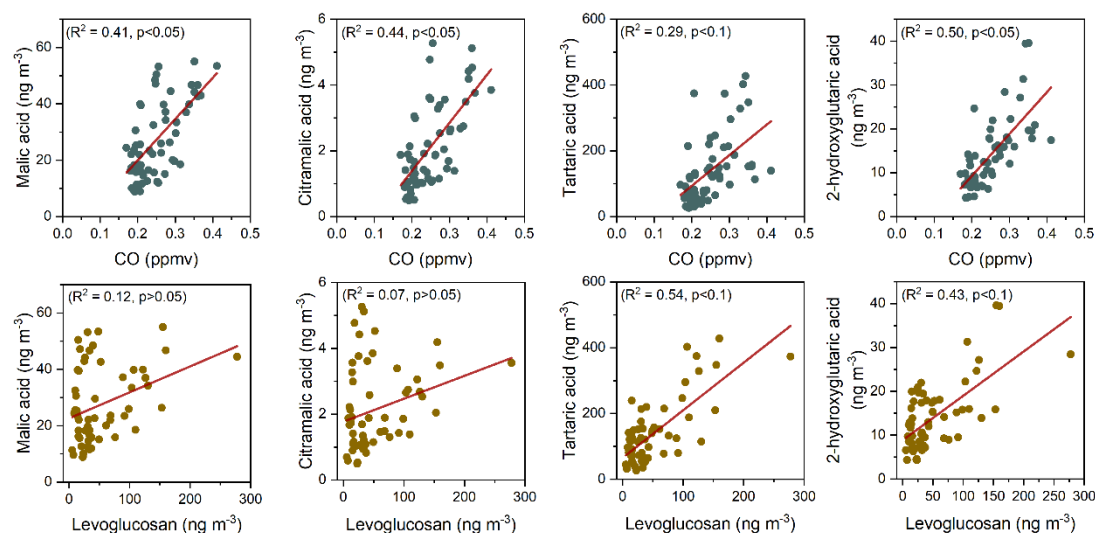 (R² = 0.41, p<0.05)
Malic acid (ng m⁻³)
60
40
20
0
0.0 0.1 0.2 0.3 0.4 0.5
CO (ppmv)
(R² = 0.44, p<0.05)
Citramalic acid (ng m⁻³)
6
4
2
0
0.0 0.1 0.2 0.3 0.4 0.5
CO (ppmv)
(R² = 0.29, p<0.1)
Tartaric acid (ng m⁻³)
600
400
200
0
0.0 0.1 0.2 0.3 0.4 0.5
CO (ppmv)
(R² = 0.50, p<0.05)
2-hydroxyglutaric acid
(ng m⁻³)
40
30
20
10
0
0.0 0.1 0.2 0.3 0.4 0.5
CO (ppmv)
(R² = 0.12, p>0.05)
Malic acid (ng m⁻³)
60
40
20
0
0 100 200 300
Levoglucosan (ng m⁻³)
(R² = 0.07, p>0.05)
Citramalic acid (ng m⁻³)
6
4
2
0
0 100 200 300
Levoglucosan (ng m⁻³)
(R² = 0.54, p<0.1)
Tartaric acid (ng m⁻³)
600
400
200
0
0 100 200 300
Levoglucosan (ng m⁻³)
(R² = 0.43, p<0.1)
2-hydroxyglutaric acid
(ng m⁻³)
40
30
20
10
0
0 50 100 150 200 250 300
Levoglucosan (ng m⁻³)